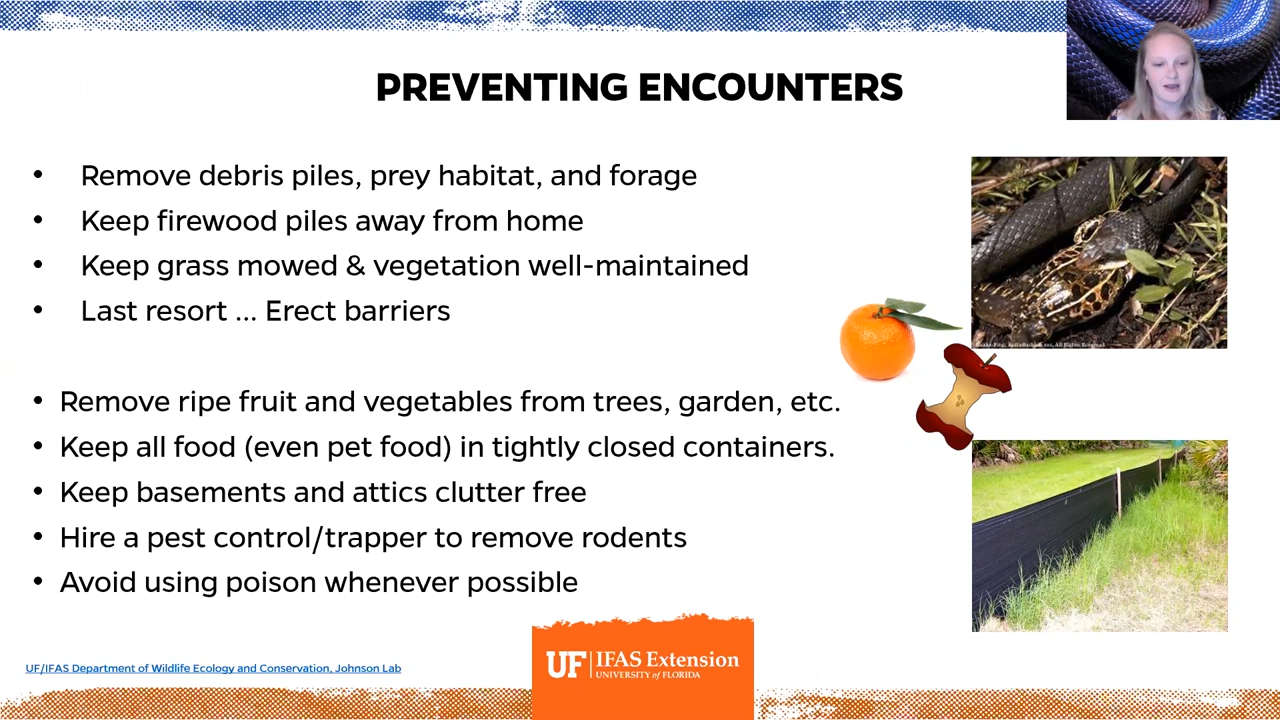 PREVENTING ENCOUNTERS
• Remove debris piles, prey habitat, and forage
• Keep firewood piles away from home
• Keep grass mowed & vegetation well-maintained
• Last resort ... Erect barriers
• Remove ripe fruit and vegetables from trees, garden, etc.
• Keep all food (even pet food) in tightly closed containers.
• Keep basements and attics clutter free
• Hire a pest control/trapper to remove rodents
• Avoid using poison whenever possible
UF/IFAS Department of Wildlife Ecology and Conservation, Johnson Lab
UF IFAS Extension
UNIVERSITY of FLORIDA